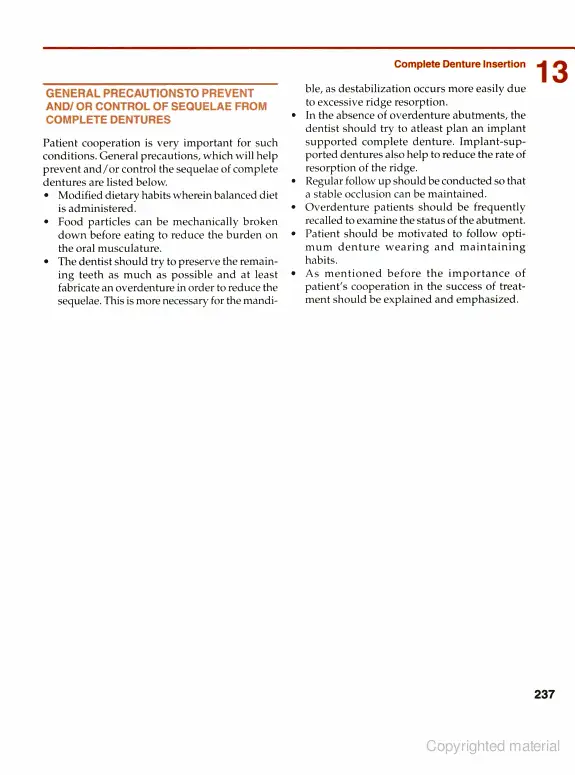 Complete Denture Insertion
13
GENERAL PRECAUTIONSTO PREVENT
AND/ OR CONTROL OF SEQUELAE FROM
COMPLETE DENTURES
Patient cooperation is very important for such
conditions. General precautions, which will help
prevent and/or control the sequelae of complete
dentures are listed below.
• Modified dietary habits wherein balanced diet
is administered.
• Food particles can be mechanically broken
down before eating to reduce the burden on
the oral musculature.
• The dentist should try to preserve the remain-
ing teeth as much as possible and at least
fabricate an overdenture in order to reduce the
sequelae. This is more necessary for the mandi-
ble, as destabilization occurs more easily due
to excessive ridge resorption.
• In the absence of overdenture abutments, the
dentist should try to atleast plan an implant
supported complete denture. Implant-sup-
ported dentures also help to reduce the rate of
resorption of the ridge.
• Regular follow up should be conducted so that
a stable occlusion can be maintained.
• Overdenture patients should be frequently
recalled to examine the status of the abutment.
• Patient should be motivated to follow opti-
mum denture wearing and maintaining
habits.
• As mentioned before the importance of
patient's cooperation in the success of treat-
ment should be explained and emphasized.
237
Copyrighted material